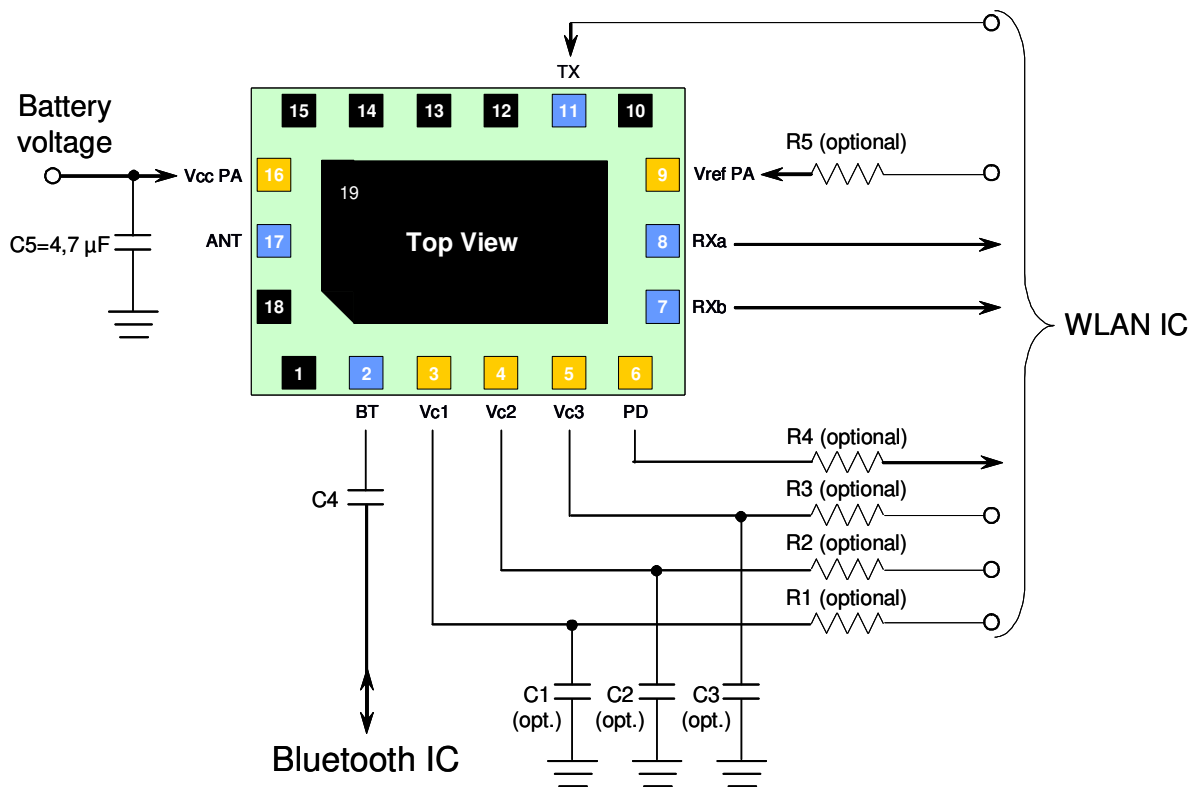 TX
15
14
13
12
11
10
Battery
voltage
R5 (optional)
Vcc PA
16
19
9
Vref PA
C5=4,7 µF
ANT
17
Top View
8
RXa
18
7
RXb
WLAN IC
1
2
3
4
5
6
BT
Vc1
Vc2
Vc3
PD
R4 (optional)
C4
R3 (optional)
R2 (optional)
R1 (optional)
C1
(opt.)
C2
(opt.)
C3
(opt.)
Bluetooth IC